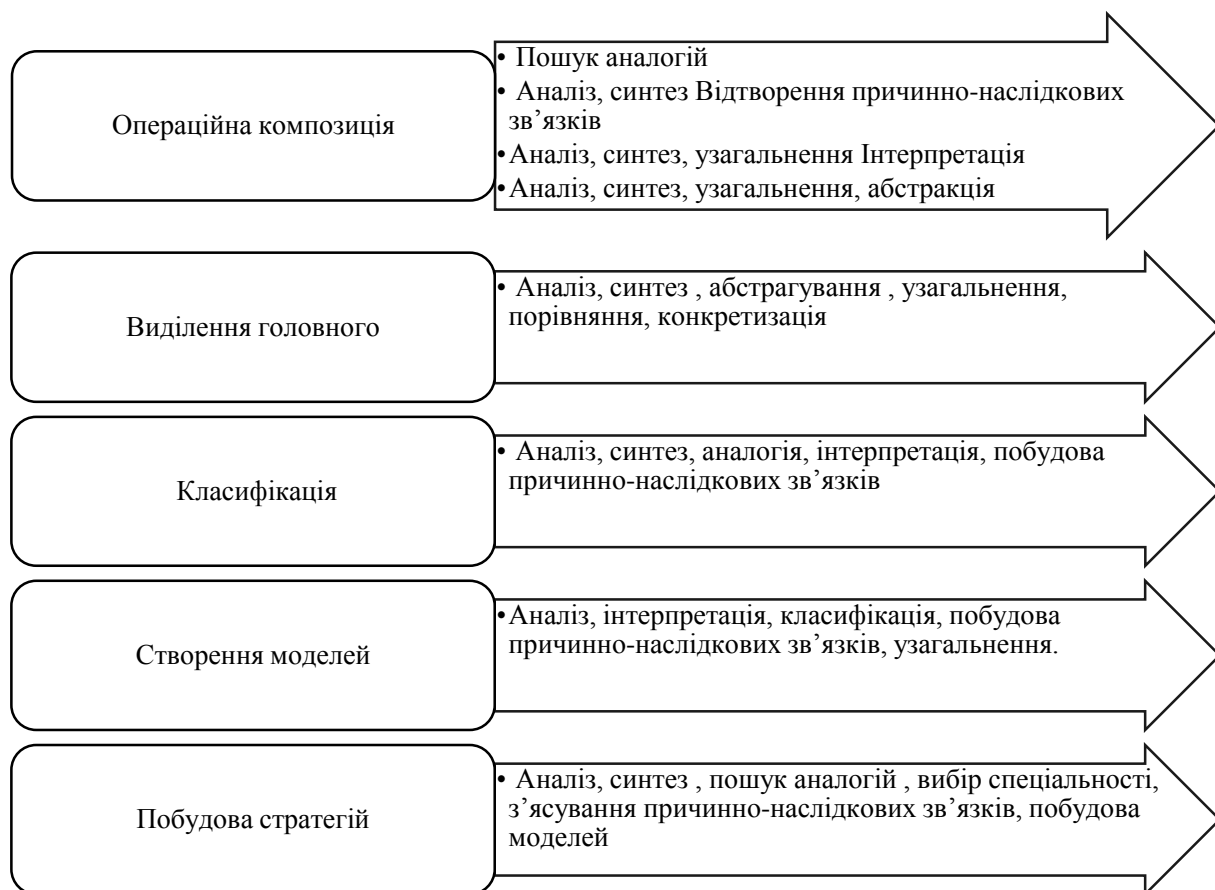 Операційна композиція
• Пошук аналогій
• Аналіз, синтез Відтворення причинно-наслідкових
зв’язків
•Аналіз, синтез, узагальнення Інтерпретація
• Аналіз, синтез, узагальнення, абстракція
Виділення головного
• Аналіз, синтез , абстрагування , узагальнення,
порівняння, конкретизація
Класифікація
• Аналіз, синтез, аналогія, інтерпретація, побудова
причинно-наслідкових зв’язків
Створення моделей
•Аналіз, інтерпретація, класифікація, побудова
причинно-наслідкових зв’язків, узагальнення.
Побудова стратегій
• Аналіз, синтез , пошук аналогій , вибір спеціальності,
з’ясування причинно-наслідкових зв’язків, побудова
моделей